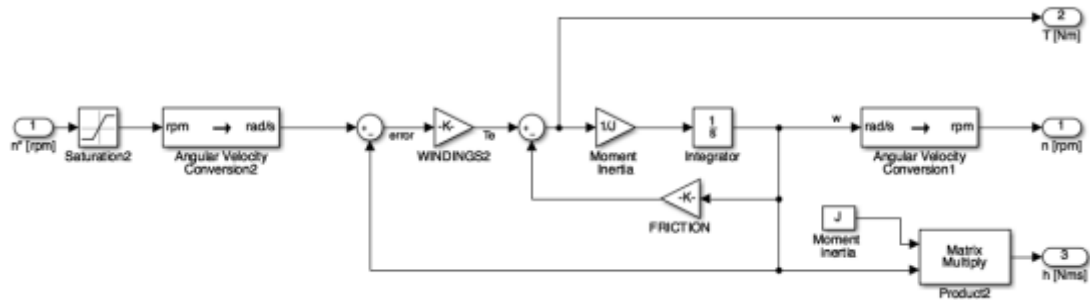 2
T [Nm]
1
n* [rpm]
Saturation2
rpm → rad/s
Angular Velocity
Conversion2
+
-
error
-K-
WINDINGS2
Te
+
-
1/J
Moment
Inertia
1
s
Integrator
w
rad/s → rpm
Angular Velocity
Conversion1
1
n [rpm]
-K-
FRICTION
J
Moment
inertia
Matrix
Multiply
Product2
3
h [Nms]